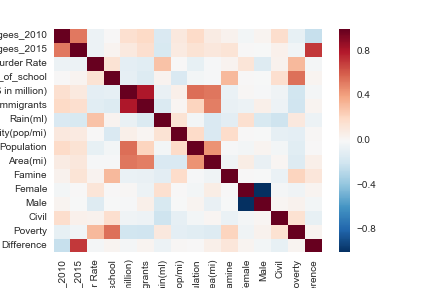 gees_2010
gees_2015
urder Rate
_of_school
S in million)
mmigrants
Rain(ml)
ity(pop/mi)
Population
Area(mi)
Famine
Female
Male
Civil
Poverty
Difference
0.8
0.4
0.0
−0.4
−0.8
_2010
_2015
r Rate
school
million)
grants
ain(ml)
op/mi)
lation
ea(mi)
amine
emale
Male
Civil
overty
rence